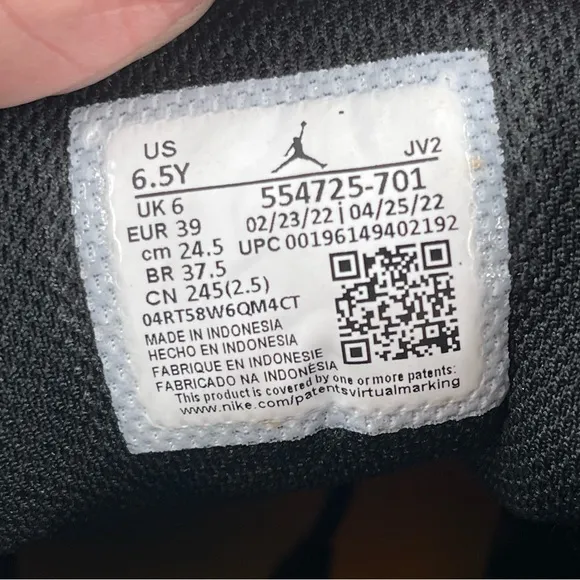 US JV2
6.5Y
UK 6 554725-701
EUR 39 02/23/22 | 04/25/22
cm 24.5 UPC 00196149402192
BR 37.5
CN 245(2.5)
04RT58W6QM4CT
MADE IN INDONESIA
HECHO EN INDONESIA
FABRIQUE EN INDONESIE
FABRICADO NA INDONESIA
This product is covered by one or more patents:
www.nike.com/patentsvirtualmarking